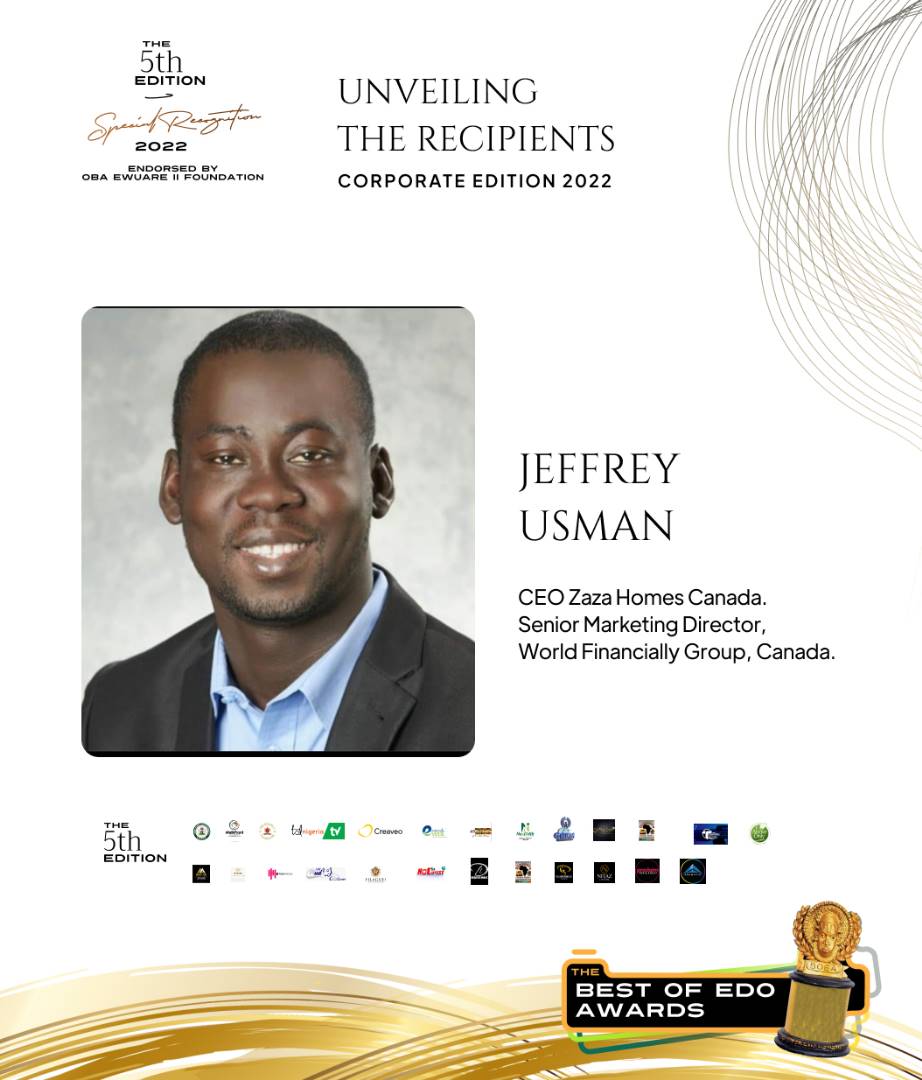 THE
5th
EDITION
Special Recognition
2022
ENDORSED BY
OBA EWUARE II FOUNDATION
UNVEILING
THE RECIPIENTS
CORPORATE EDITION 2022
JEFFREY
USMAN
CEO Zaza Homes Canada.
Senior Marketing Director,
World Financially Group, Canada.
THE
5th
EDITION
tv
Creaveo
THE
BEST OF EDO
AWARDS
BOEA